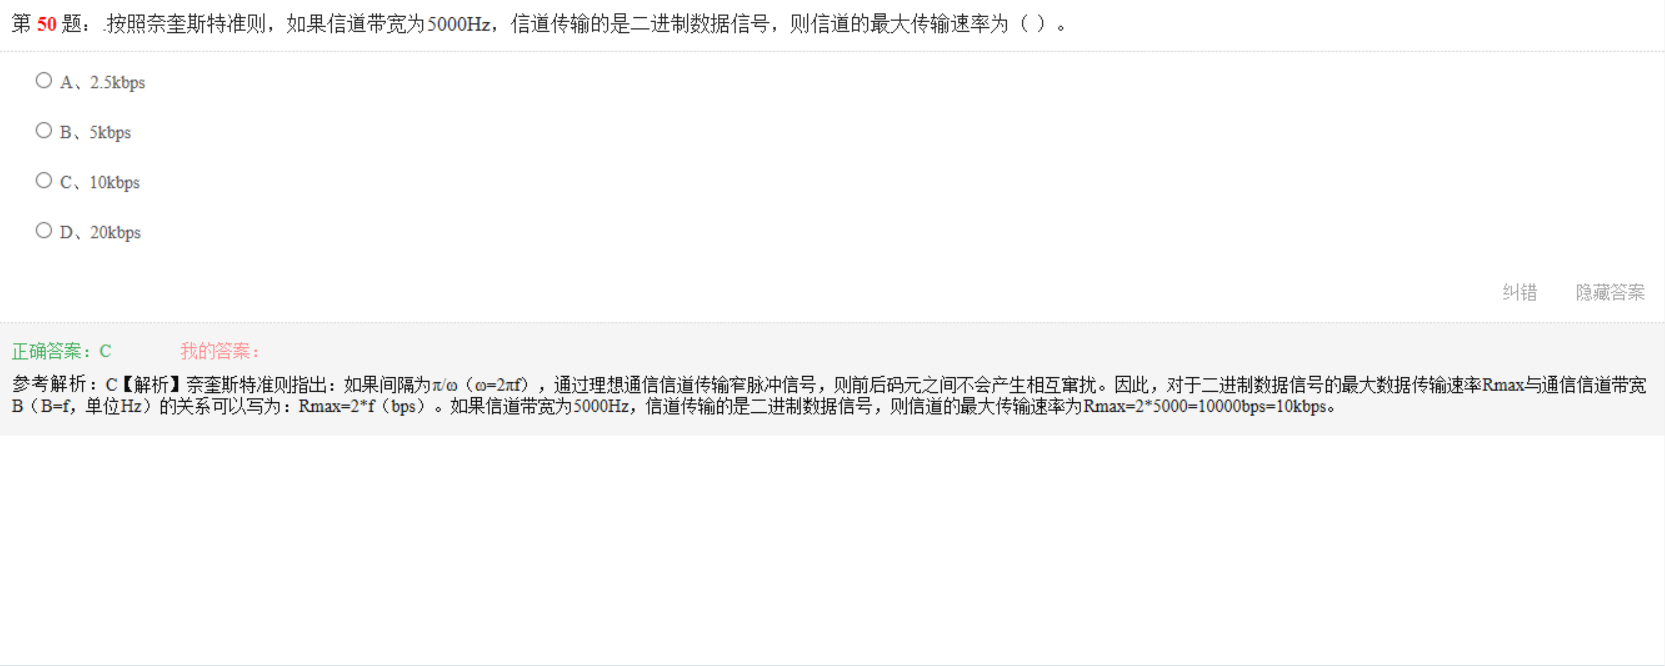 第 50 题： .按照奈奎斯特准则，如果信道带宽为5000Hz，信道传输的是二进制数据信号，则信道的最大传输速率为（ ）。
A、2.5kbps
B、5kbps
C、10kbps
D、20kbps
纠错 隐藏答案
正确答案：C 我的答案：
参考解析：C【解析】奈奎斯特准则指出：如果间隔为π/ω（ω=2πf），通过理想通信信道传输窄脉冲信号，则前后码元之间不会产生相互窜扰。因此，对于二进制数据信号的最大数据传输速率Rmax与通信信道带宽
B（B=f，单位Hz）的关系可以写为：Rmax=2*f（bps）。如果信道带宽为5000Hz，信道传输的是二进制数据信号，则信道的最大传输速率为Rmax=2*5000=10000bps=10kbps。